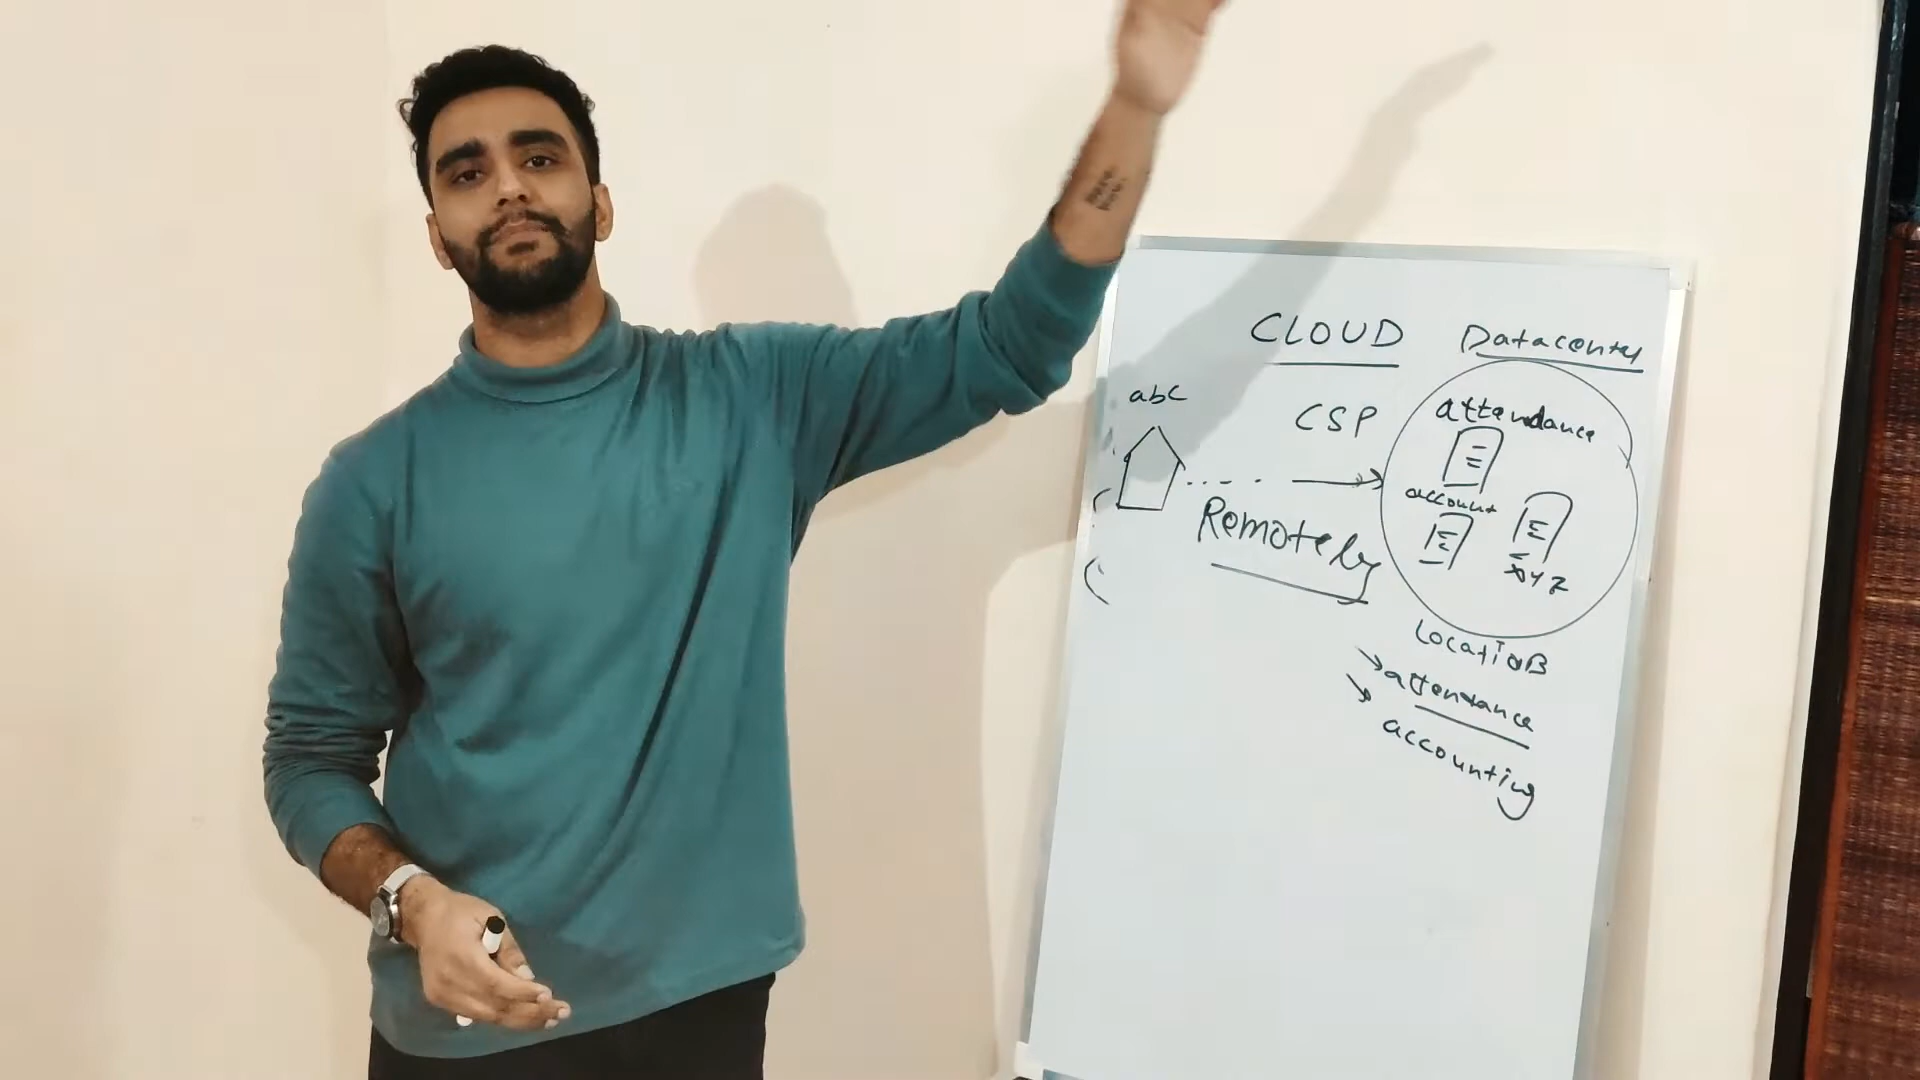 CLOUD
Datacenter
abc
CSP
attendance
account
Remotely
xyz
Location B
attendance
accounting